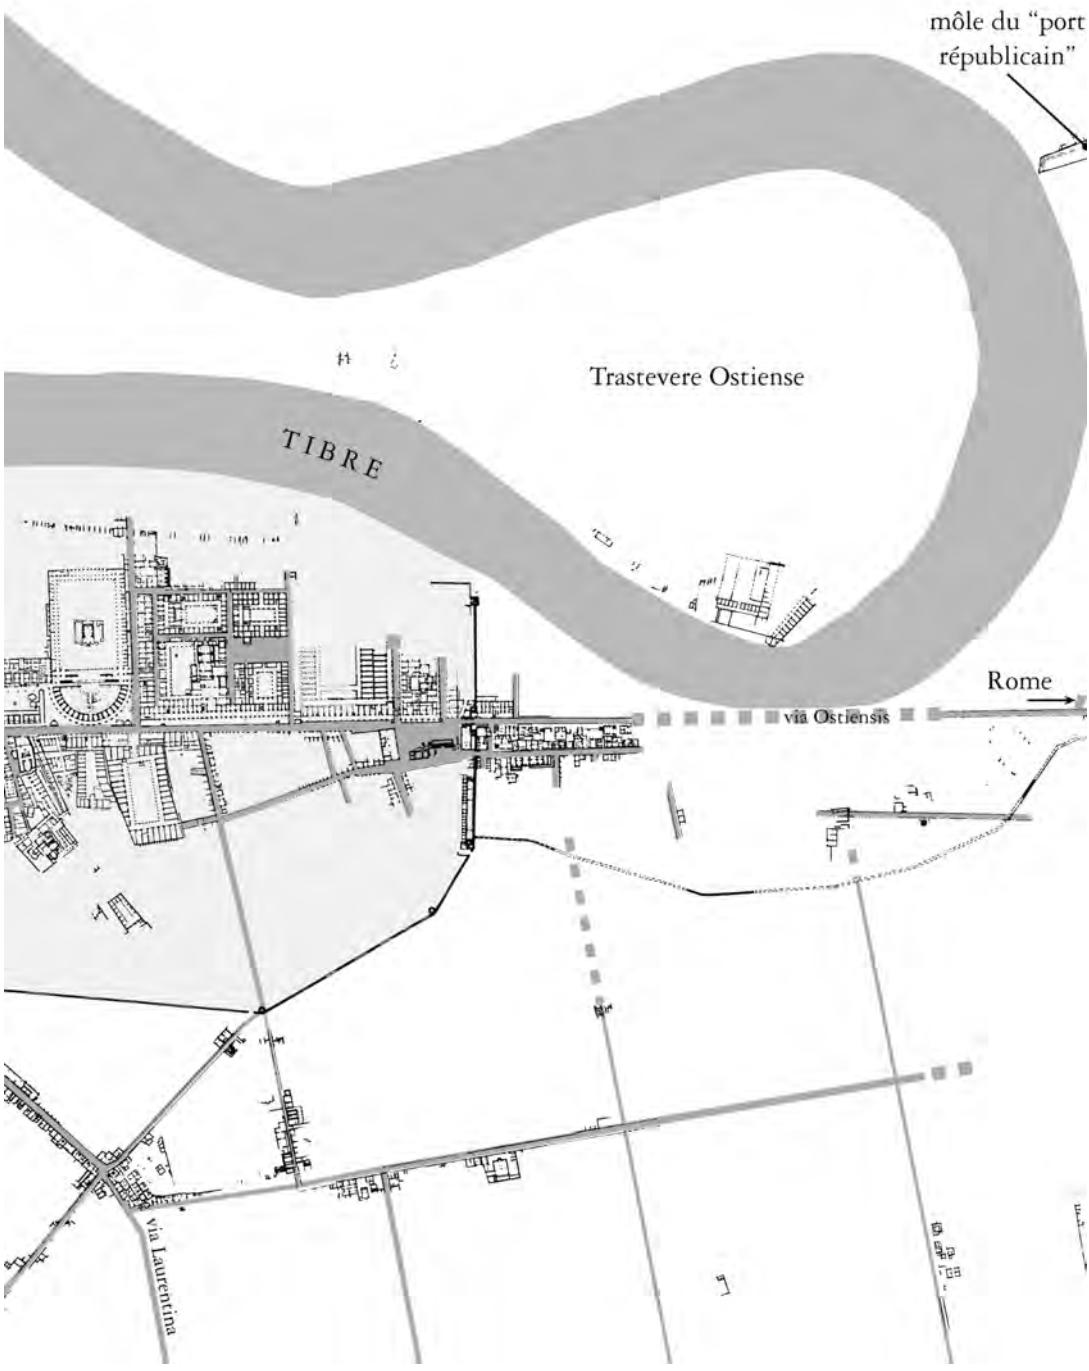 môle du “port
républicain”
Trastevere Ostiense
TIBRE
Rome
via Ostiensis
via Laurentina